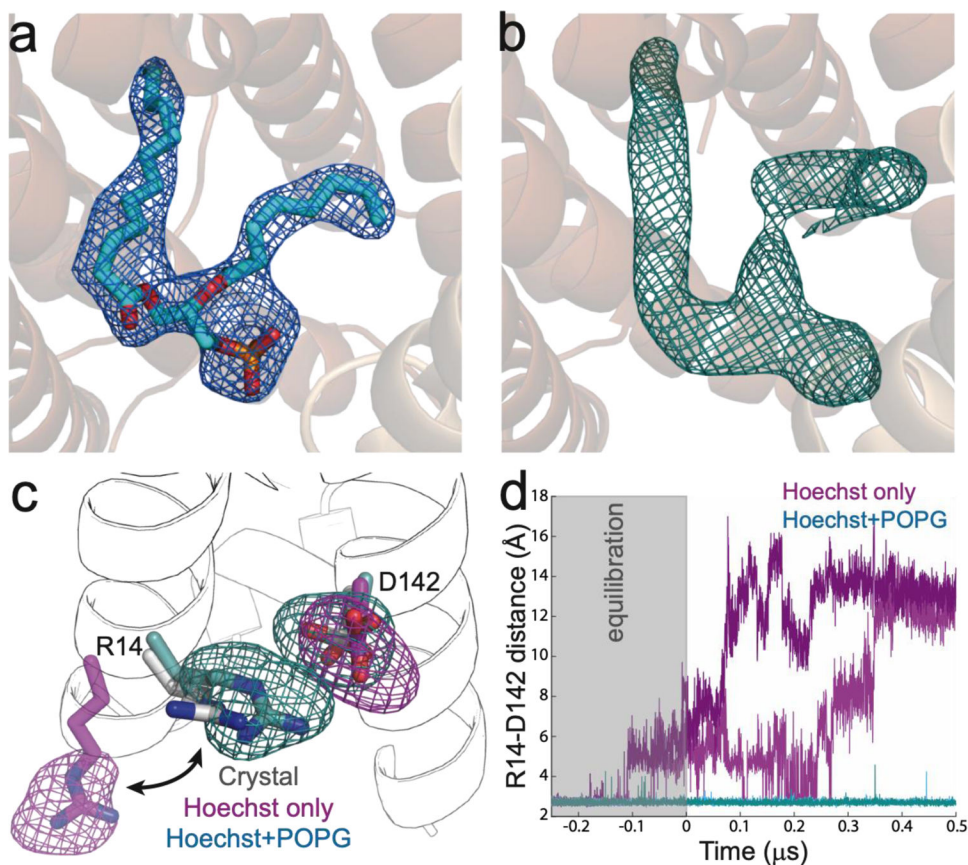 a
b
c
R14
D142
Crystal
Hoechst only
Hoechst+POPG
d
Hoechst only
Hoechst+POPG
equilibration
R14-D142 distance (Å)
18
16
14
12
10
8
6
4
2
-0.2
-0.1
0
0.1
0.2
0.3
0.4
0.5
Time (μs)